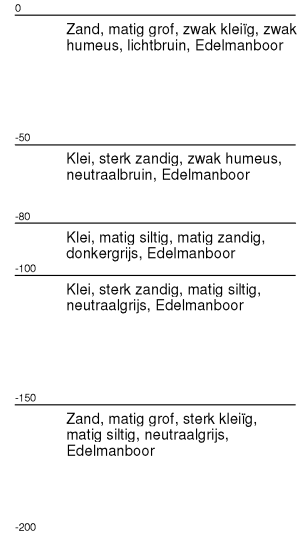 0
Zand, matig grof, zwak kleiïg, zwak
humeus, lichtbruin, Edelmanboor
-50
Klei, sterk zandig, zwak humeus,
neutraalbruin, Edelmanboor
-80
Klei, matig siltig, matig zandig,
donkergrijs, Edelmanboor
-100
Klei, sterk zandig, matig siltig,
neutraalgrijs, Edelmanboor
-150
Zand, matig grof, sterk kleiïg,
matig siltig, neutraalgrijs,
Edelmanboor
-200